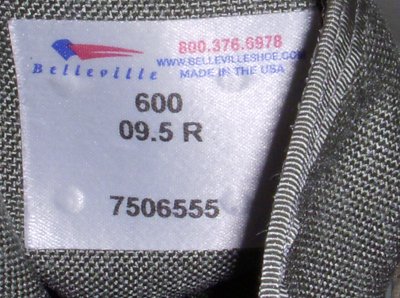 800.376.6978
Belleville
WWW.BELLEVILLESHOE.COM
MADE IN THE USA
600
09.5 R
7506555